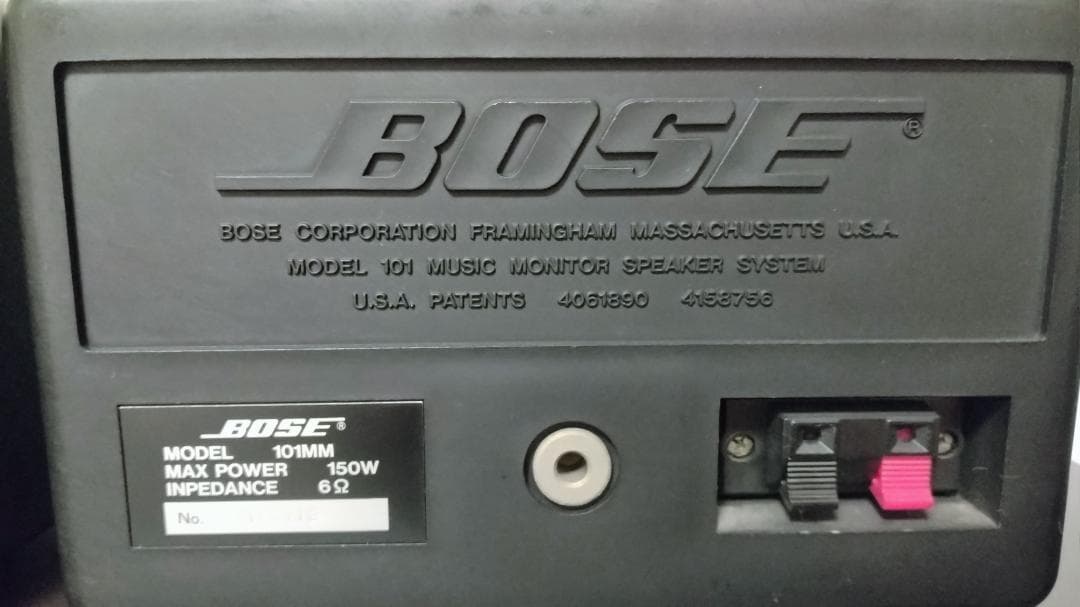 BOSE®
BOSE CORPORATION FRAMINGHAM MASSACHUSETTS U.S.A.
MODEL 101 MUSIC MONITOR SPEAKER SYSTEM
U.S.A. PATENTS 4061890 4158756
BOSE®
MODEL 101MM
MAX POWER 150W
INPEDANCE 6Ω
No.